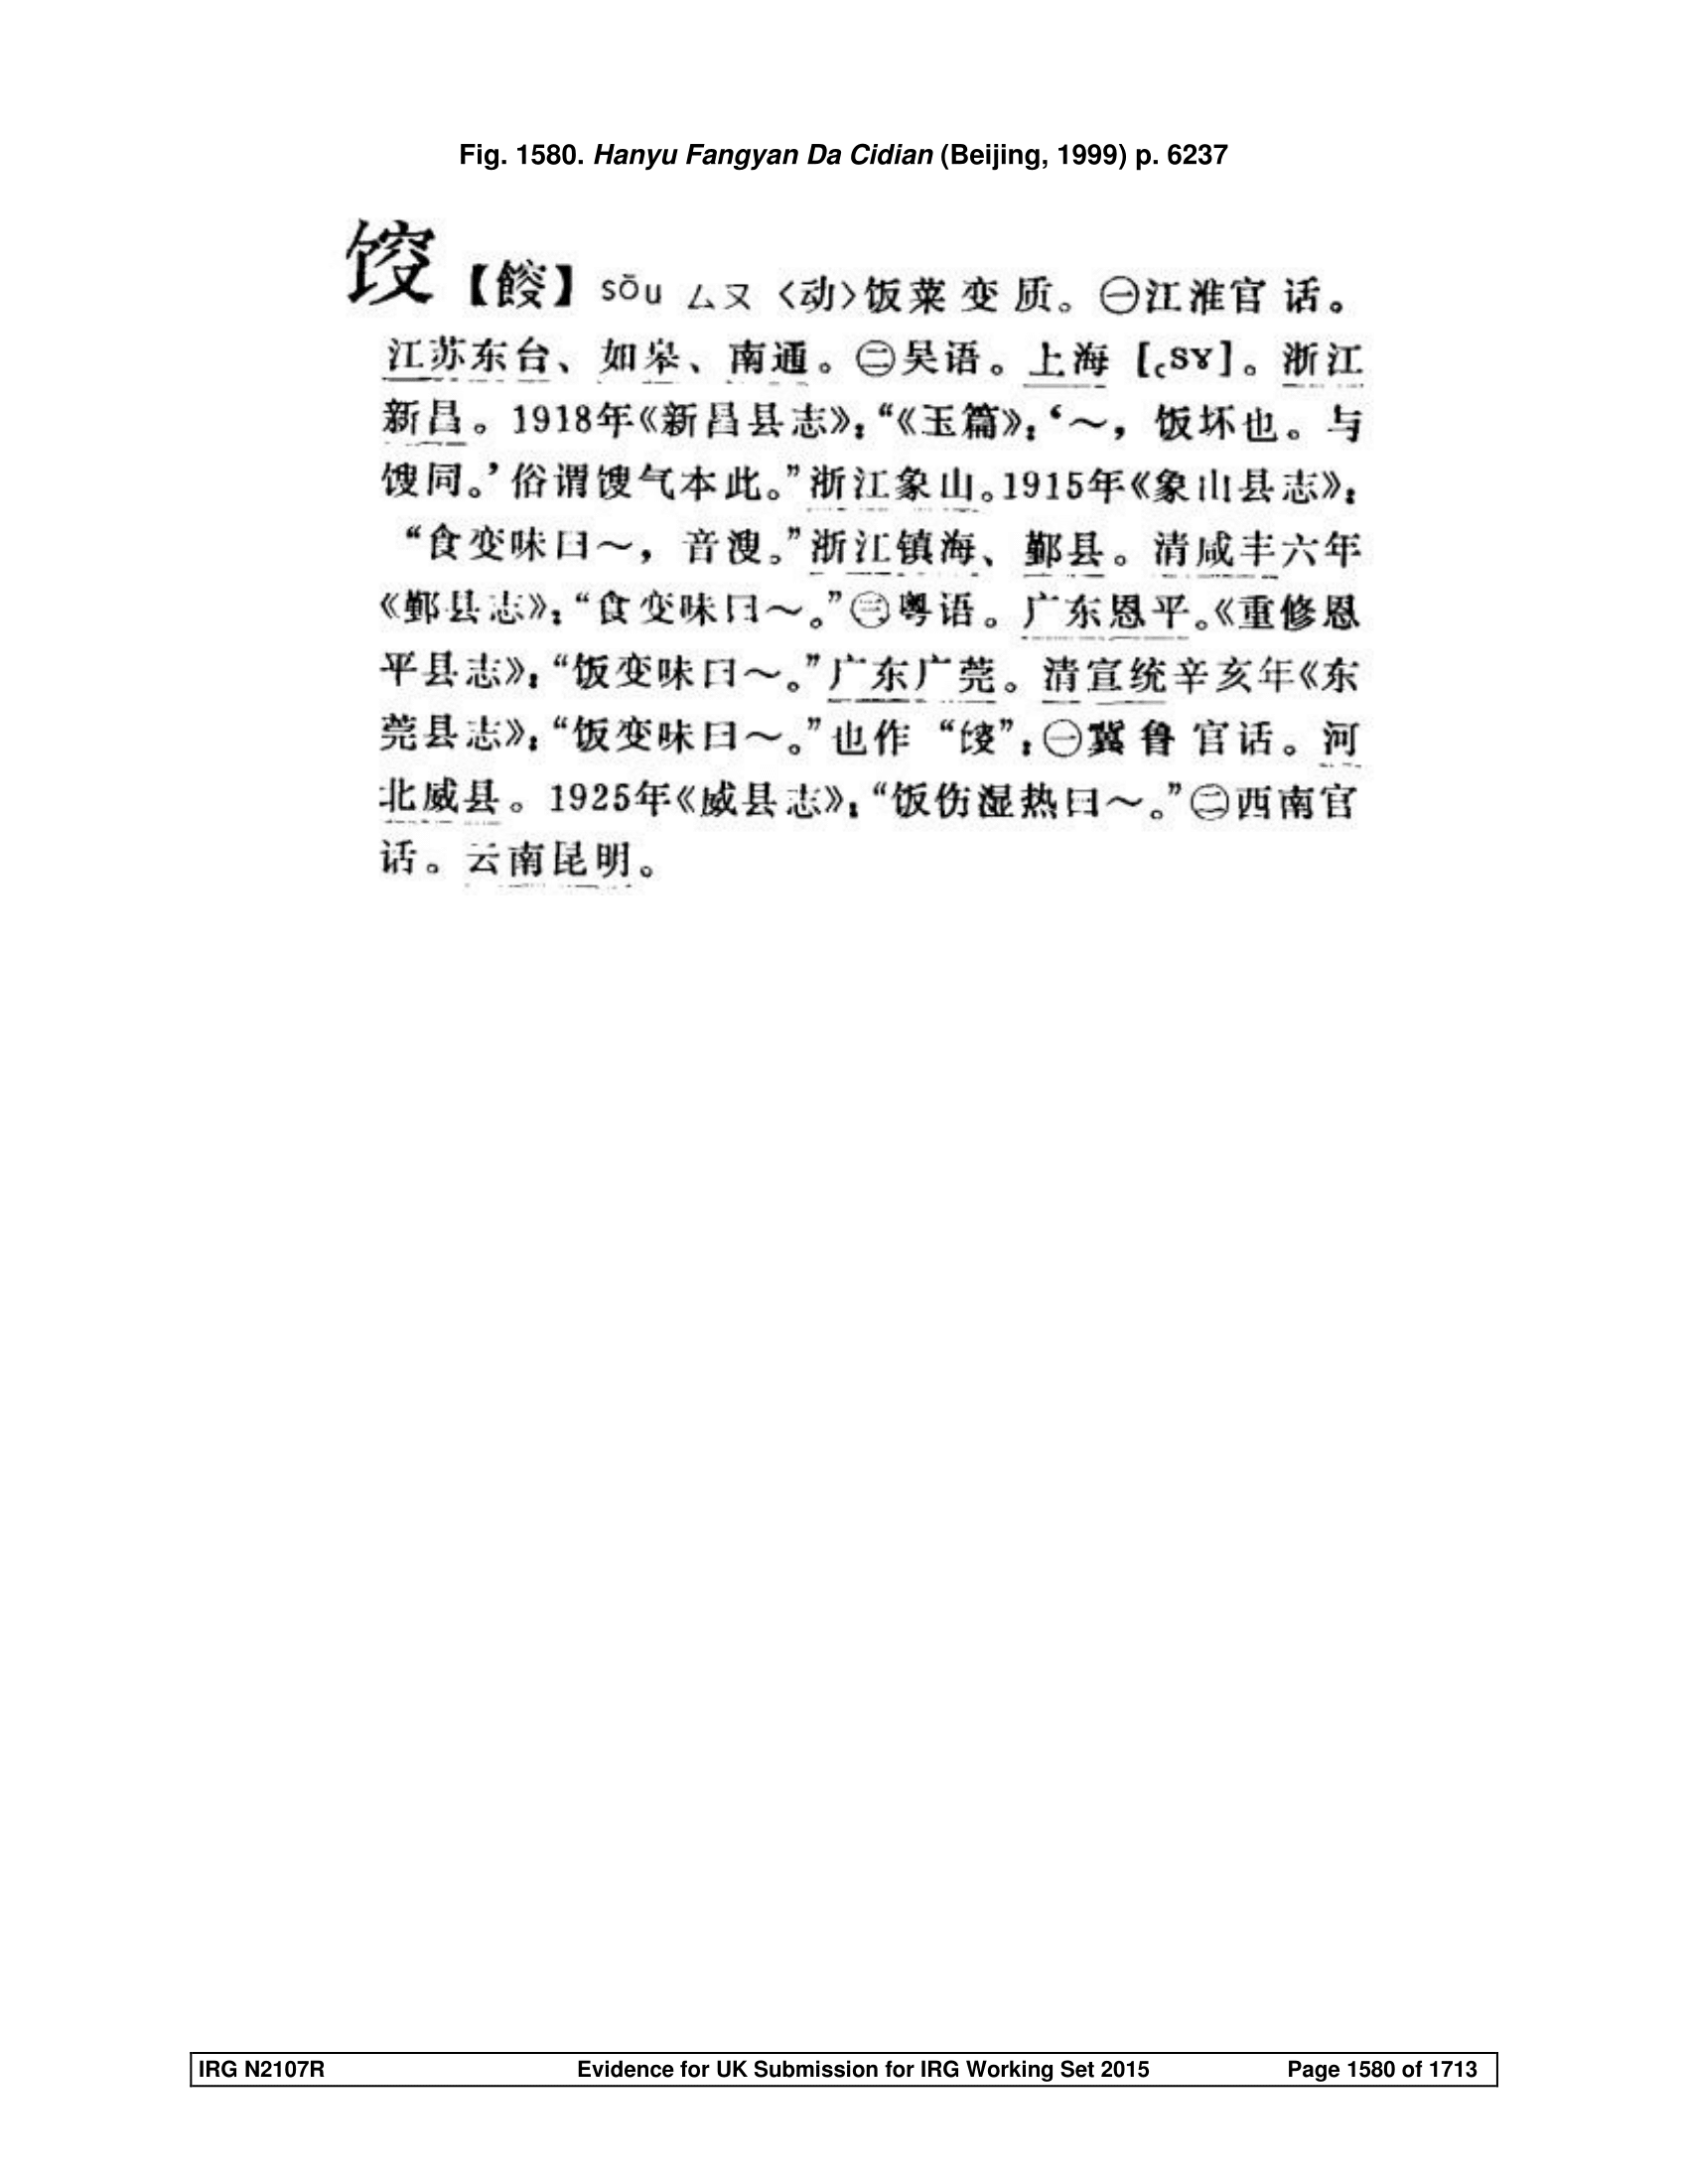 Fig. 1580. Hanyu Fangyan Da Cidian (Beijing, 1999) p. 6237
【】 sōu ㄙㄡ 〈动〉饭菜变质。㊀江淮官话。
江苏东台、如皋、南通。㊁吴语。上海 [꜀sɤ]。浙江
新昌。1918年《新昌县志》：“《玉篇》：‘～，饭坏也。与
馊同。’俗谓馊气本此。”浙江象山。1915年《象山县志》：
“食变味曰～，音溲。”浙江镇海、鄞县。清咸丰六年
《鄞县志》：“食变味曰～。”㊂粤语。广东恩平。《重修恩
平县志》：“饭变味曰～。”广东广莞。清宣统辛亥年《东
莞县志》：“饭变味曰～。”也作“”：㊀冀鲁官话。河
北威县。1925年《威县志》：“饭伤湿热曰～。”㊁西南官
话。云南昆明。
IRG N2107R Evidence for UK Submission for IRG Working Set 2015 Page 1580 of 1713